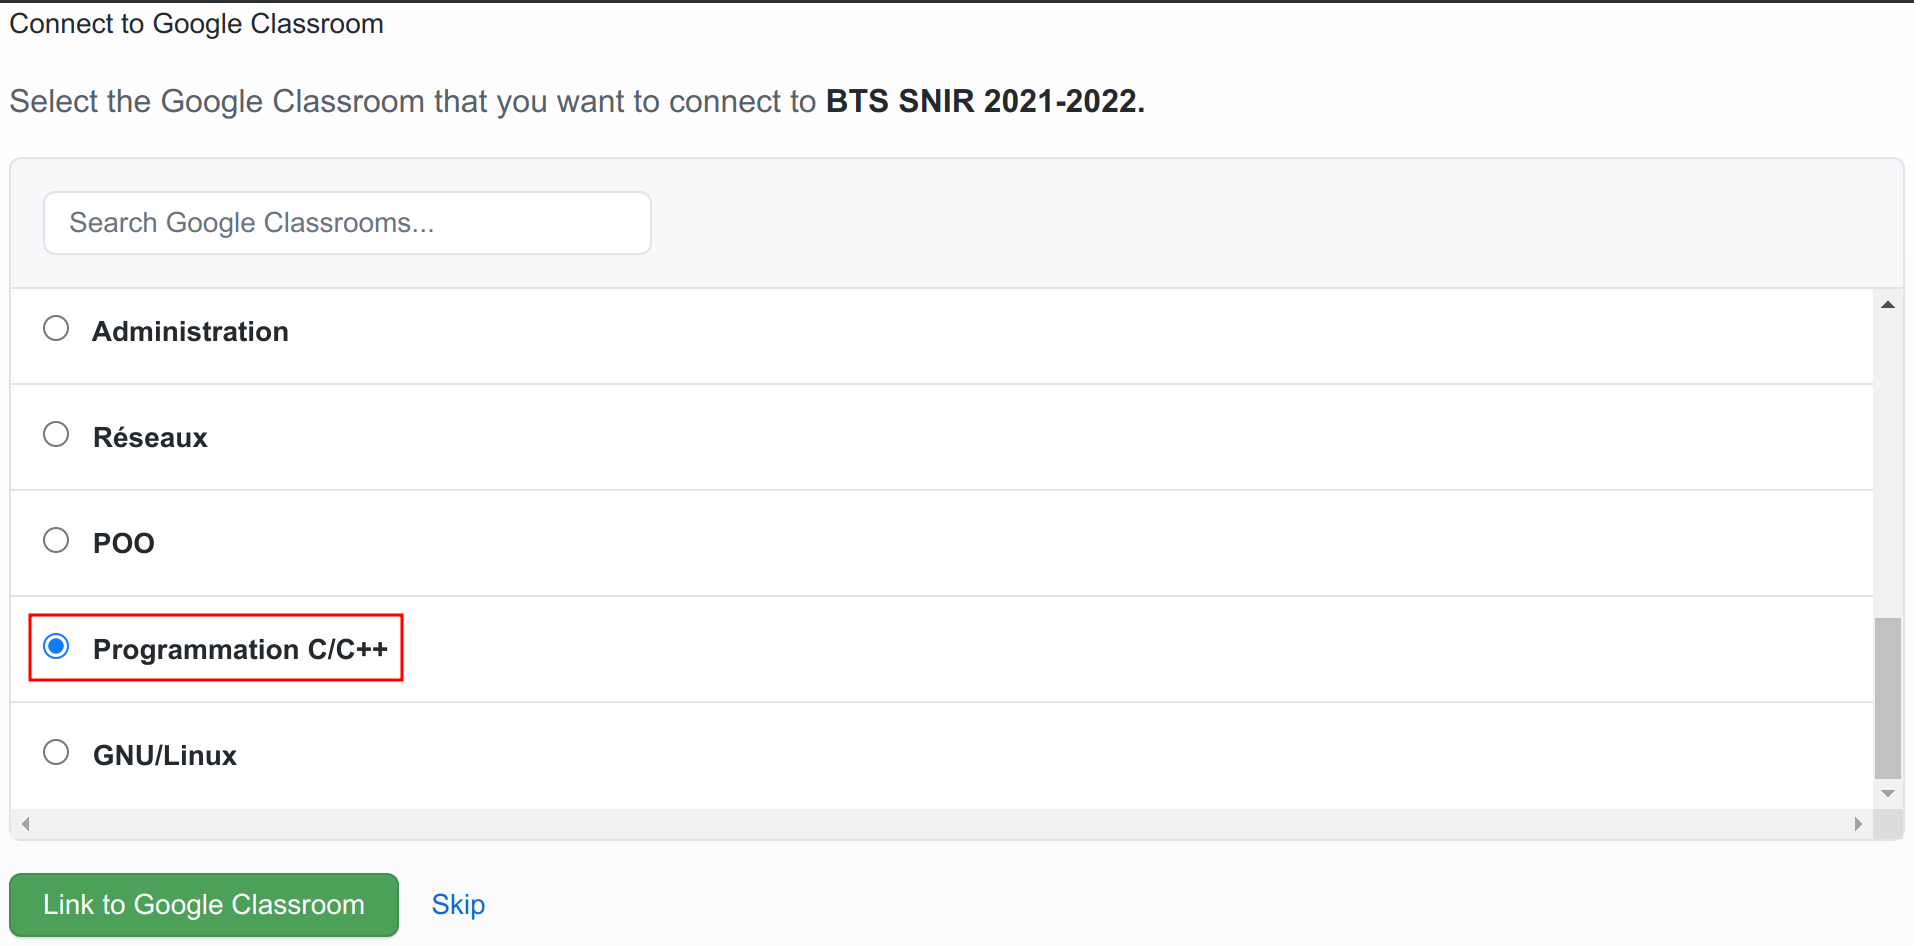 Connect to Google Classroom
Select the Google Classroom that you want to connect to BTS SNIR 2021-2022.
Search Google Classrooms...
Administration
Réseaux
POO
Programmation C/C++
GNU/Linux
Link to Google Classroom Skip